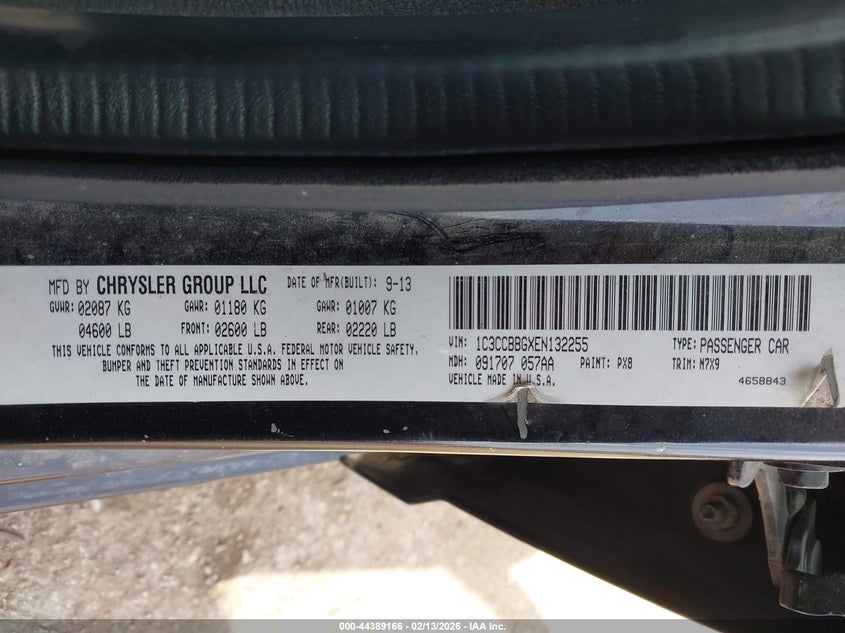 MFD BY CHRYSLER GROUP LLC DATE OF MFR(BUILT): 9-13
GVWR: 02087 KG GAWR: 01180 KG GAWR: 01007 KG
04600 LB FRONT: 02600 LB REAR: 02220 LB
THIS VEHICLE CONFORMS TO ALL APPLICABLE U.S.A. FEDERAL MOTOR VEHICLE SAFETY,
BUMPER AND THEFT PREVENTION STANDARDS IN EFFECT ON
THE DATE OF MANUFACTURE SHOWN ABOVE.
VIN: 1C3CCBBGXEN132255 TYPE: PASSENGER CAR
MDH: 091707 057AA PAINT: PX8 TRIM: N7X9
VEHICLE MADE IN U.S.A. 4658843
000-44389166 - 02/13/2026 - IAA Inc.